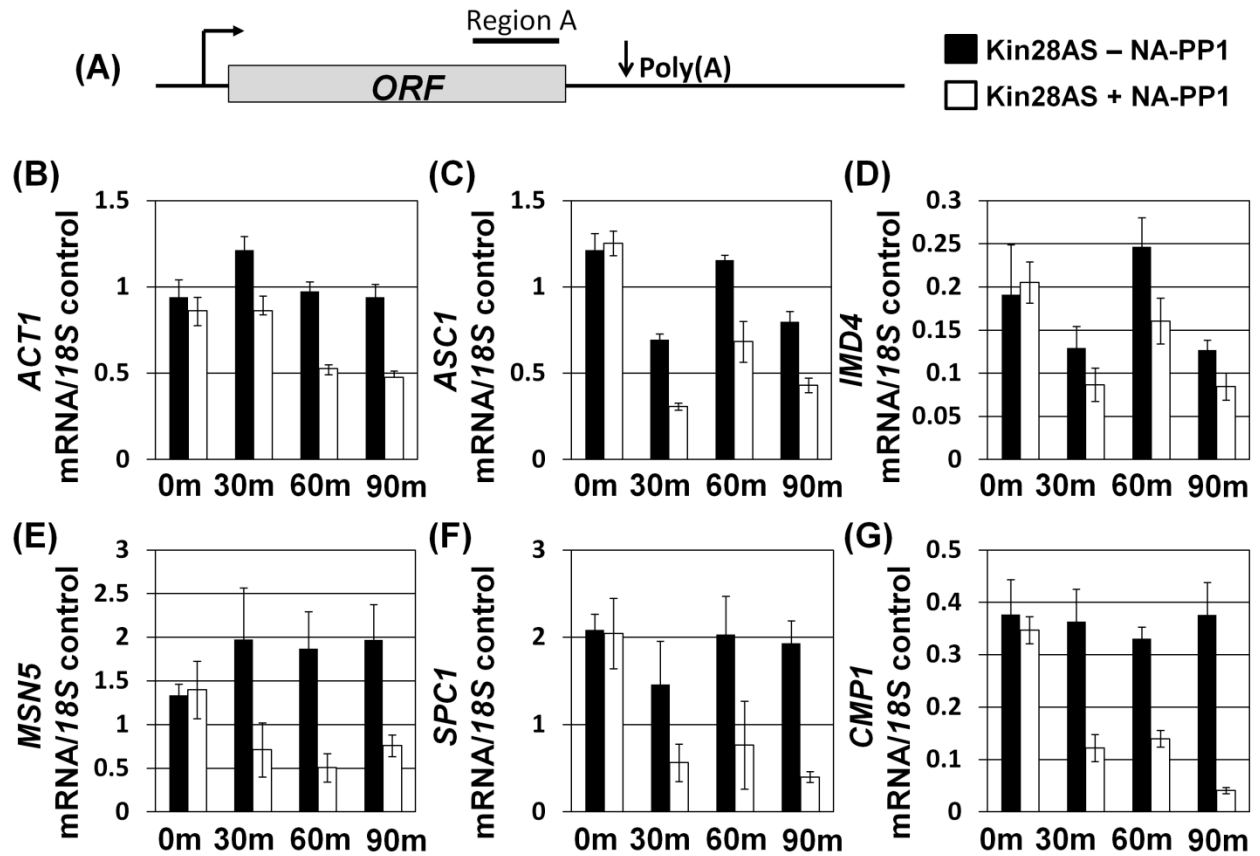 (A)
Region A
ORF
Poly(A)
Kin28AS – NA-PP1
Kin28AS + NA-PP1
(B)
ACT1
mRNA/18S control
1.5
1
0.5
0
0m 30m 60m 90m
(C)
ASC1
mRNA/18S control
1.5
1
0.5
0
0m 30m 60m 90m
(D)
IMD4
mRNA/18S control
0.3
0.25
0.2
0.15
0.1
0.05
0
0m 30m 60m 90m
(E)
MSN5
mRNA/18S control
3
2.5
2
1.5
1
0.5
0
0m 30m 60m 90m
(F)
SPC1
mRNA/18S control
3
2
1
0
0m 30m 60m 90m
(G)
CMP1
mRNA/18S control
0.5
0.4
0.3
0.2
0.1
0
0m 30m 60m 90m